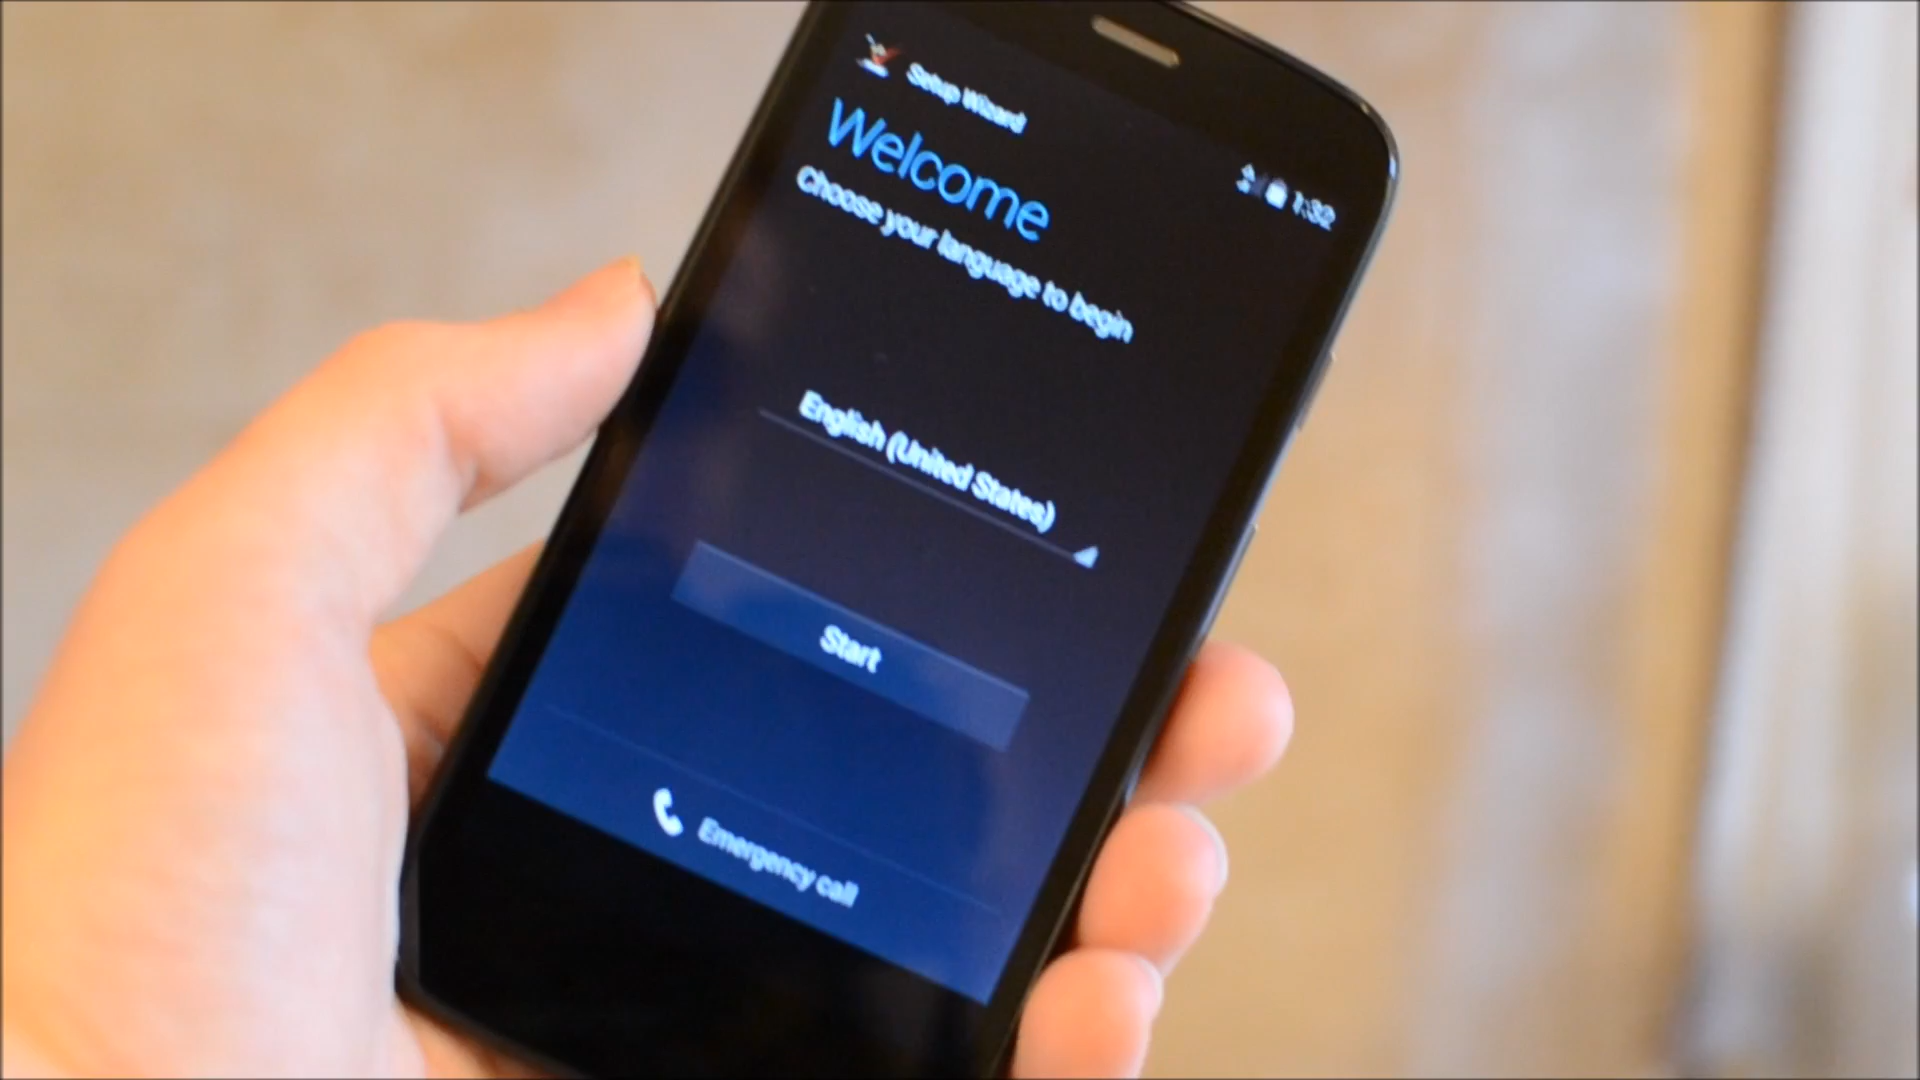 Setup Wizard
1:32
Welcome
Choose your language to begin
English (United States)
Start
Emergency call